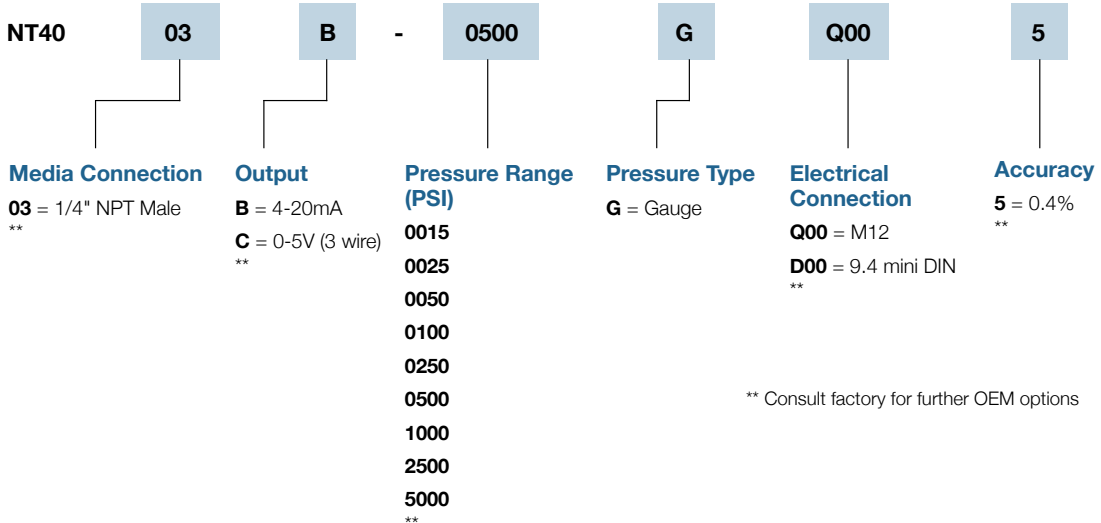 NT40 03 B - 0500 G Q00 5
Media Connection
03 = 1/4" NPT Male
**
Output
B = 4-20mA
C = 0-5V (3 wire)
**
Pressure Range
(PSI)
0015
0025
0050
0100
0250
0500
1000
2500
5000
**
Pressure Type
G = Gauge
Electrical
Connection
Q00 = M12
D00 = 9.4 mini DIN
**
Accuracy
5 = 0.4%
**
** Consult factory for further OEM options